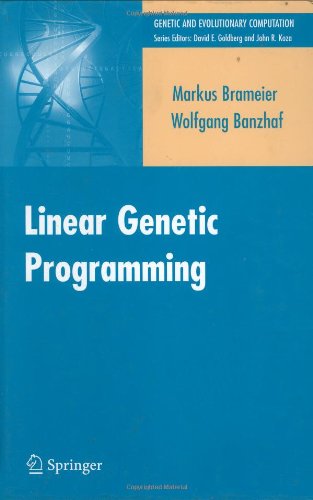 GENETIC AND EVOLUTIONARY COMPUTATION
Series Editors: David E. Goldberg and John R. Koza
Markus Brameier
Wolfgang Banzhaf
Linear Genetic
Programming
Springer